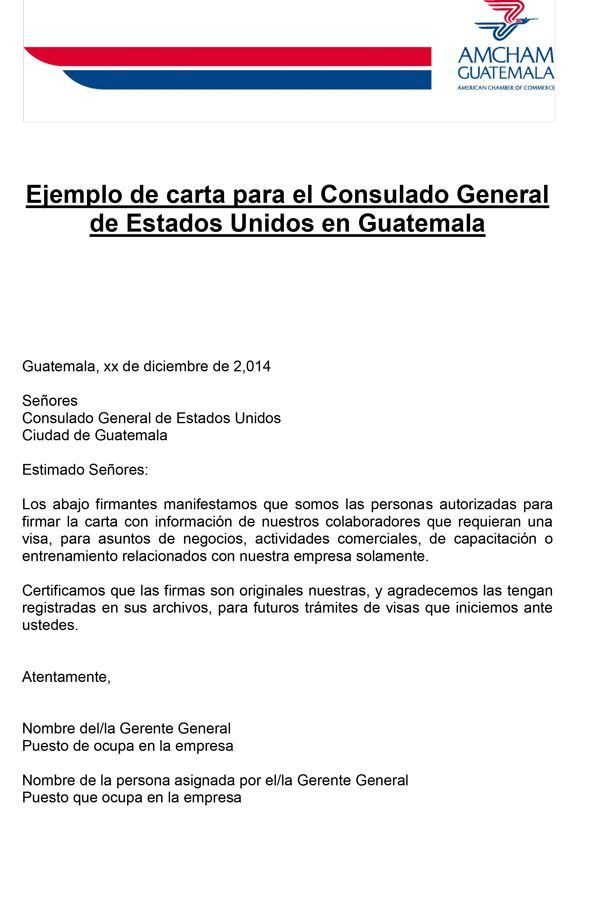 AMCHAM
GUATEMALA
AMERICAN CHAMBER OF COMMERCE
Ejemplo de carta para el Consulado General
de Estados Unidos en Guatemala
Guatemala, xx de diciembre de 2,014
Señores
Consulado General de Estados Unidos
Ciudad de Guatemala
Estimado Señores:
Los abajo firmantes manifestamos que somos las personas autorizadas para
firmar la carta con información de nuestros colaboradores que requieran una
visa, para asuntos de negocios, actividades comerciales, de capacitación o
entrenamiento relacionados con nuestra empresa solamente.
Certificamos que las firmas son originales nuestras, y agradecemos las tengan
registradas en sus archivos, para futuros trámites de visas que iniciemos ante
ustedes.
Atentamente,
Nombre del/la Gerente General
Puesto de ocupa en la empresa
Nombre de la persona asignada por el/la Gerente General
Puesto que ocupa en la empresa